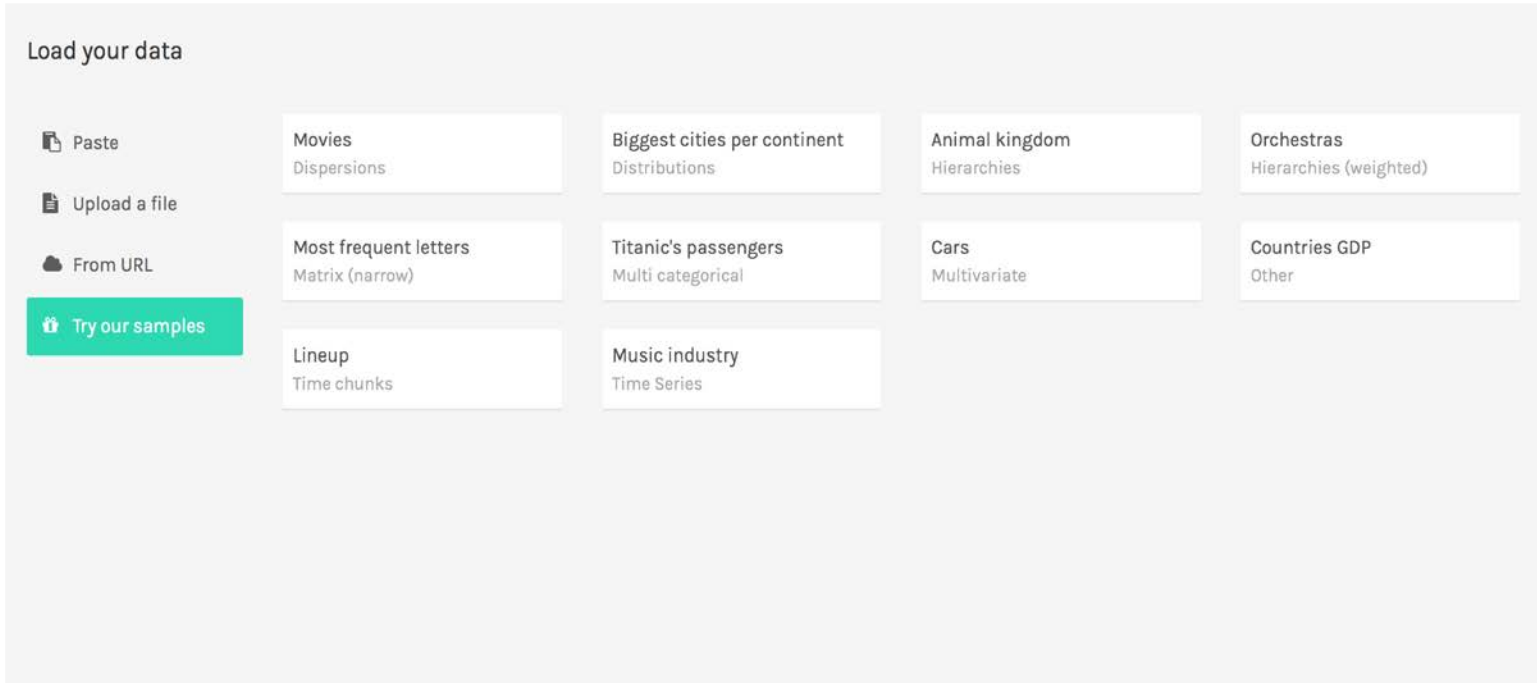 Load your data
Paste
Upload a file
From URL
Try our samples
Movies
Dispersions
Biggest cities per continent
Distributions
Animal kingdom
Hierarchies
Orchestras
Hierarchies (weighted)
Most frequent letters
Matrix (narrow)
Titanic's passengers
Multi categorical
Cars
Multivariate
Countries GDP
Other
Lineup
Time chunks
Music industry
Time Series